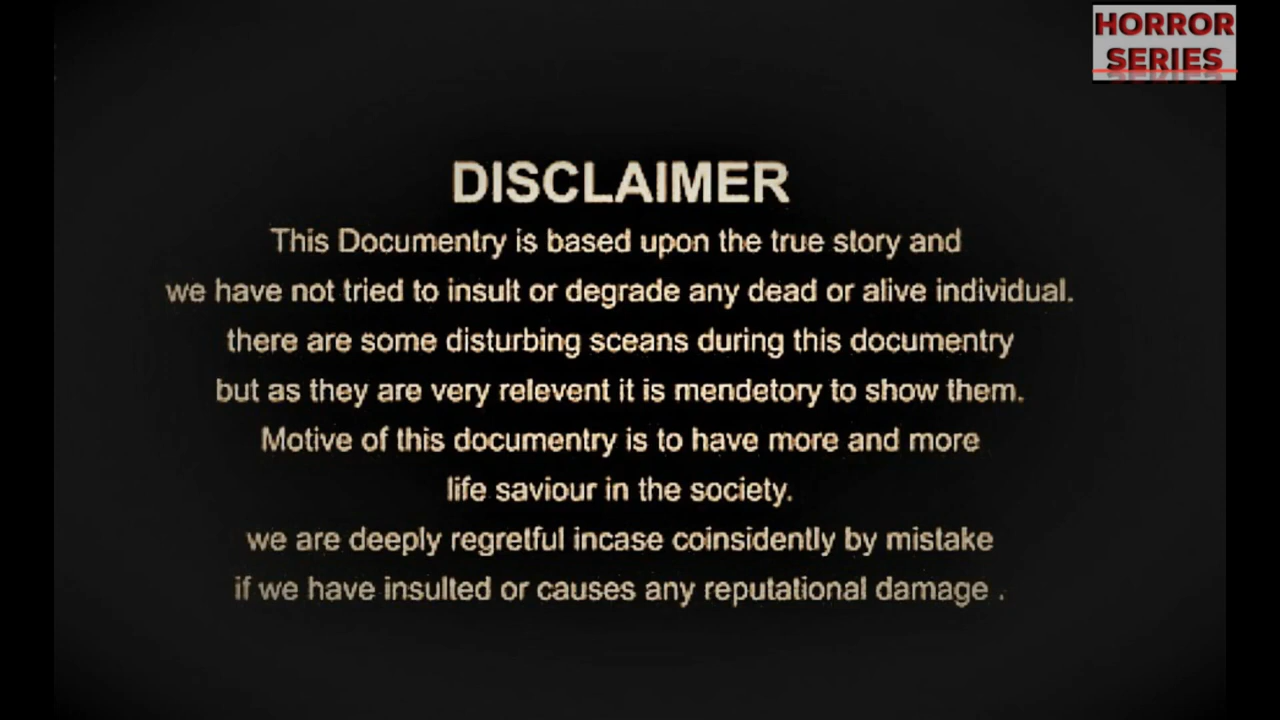 HORROR
SERIES
DISCLAIMER
This Documentry is based upon the true story and
we have not tried to insult or degrade any dead or alive individual.
there are some disturbing sceans during this documentry
but as they are very relevent it is mendetory to show them.
Motive of this documentry is to have more and more
life saviour in the society.
we are deeply regretful incase coinsidently by mistake
if we have insulted or causes any reputational damage .